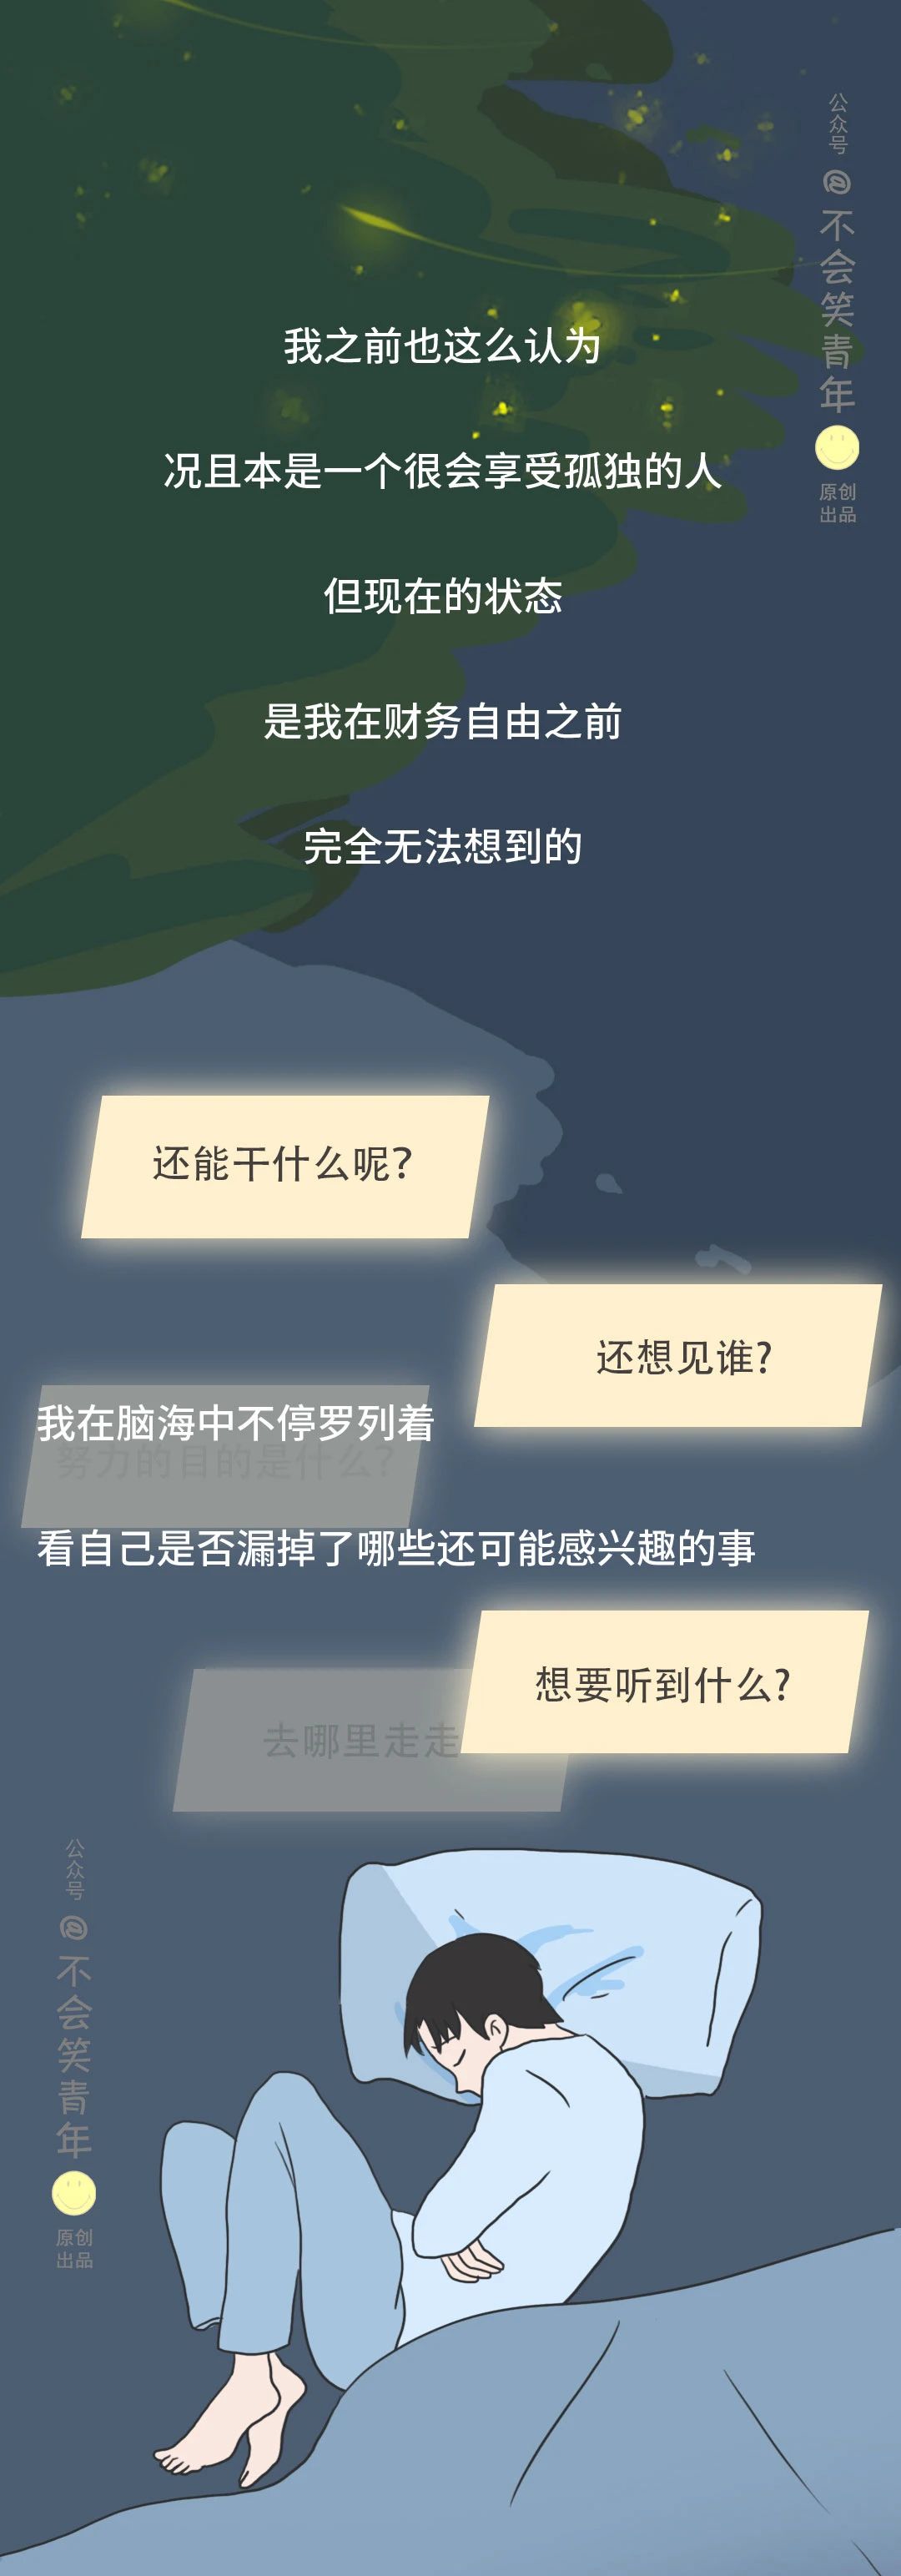 公众号
@不会笑青年
原创
出品
我之前也这么认为
况且本是一个很会享受孤独的人
但现在的状态
是我在财务自由之前
完全无法想到的
还能干什么呢?
还想见谁?
我在脑海中不停罗列着
努力的目的是什么?
看自己是否漏掉了哪些还可能感兴趣的事
想要听到什么?
去哪里走走
公众号
@不会笑青年
原创
出品